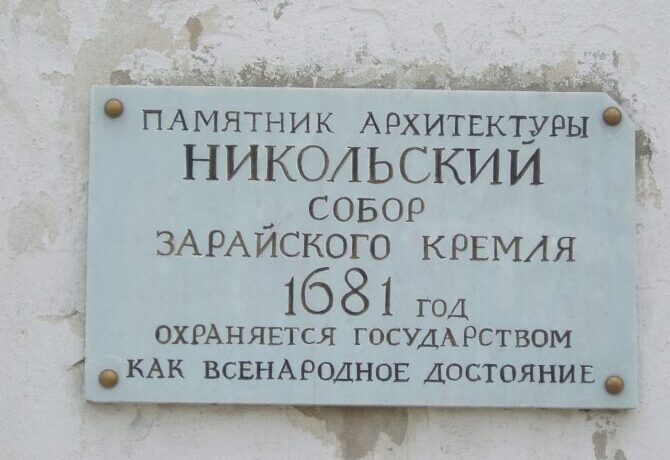 ПАМЯТНИК АРХИТЕКТУРЫ
НИКОЛЬСКИЙ
СОБОР
ЗАРАЙСКОГО КРЕМЛЯ
1681 ГОД
ОХРАНЯЕТСЯ ГОСУДАРСТВОМ
КАК ВСЕНАРОДНОЕ ДОСТОЯНИЕ